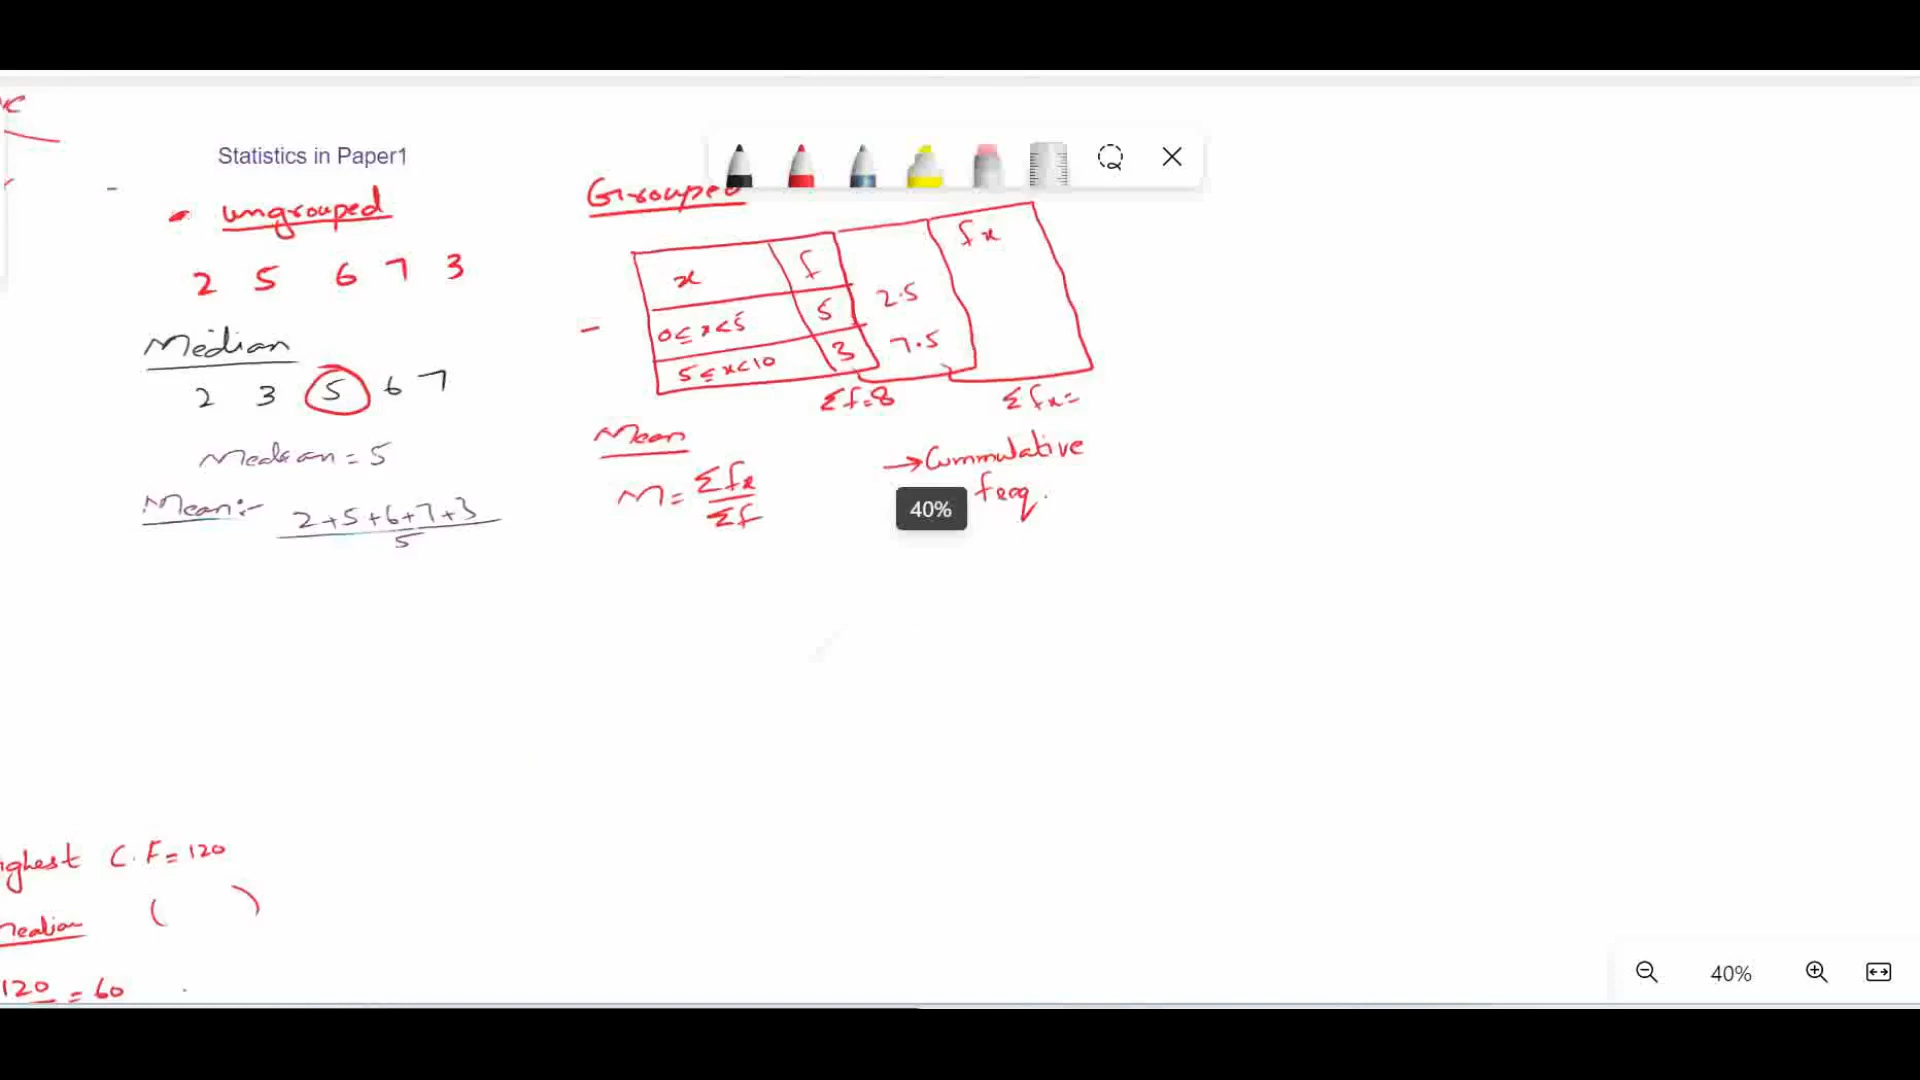 Statistics in Paper1
ungrouped
2 5 6 7 3
Median
2 3 5 6 7
Median = 5
Mean:-
2+5+6+7+3
5
Grouped
x f fx
0≤x<5 5 2.5
5≤x<10 3 7.5
Σf=8 Σfx=
Mean
M = Σfx
Σf
→Cummulative
freq.
40%
C.F=120
( )
Median
120 = 60
40%